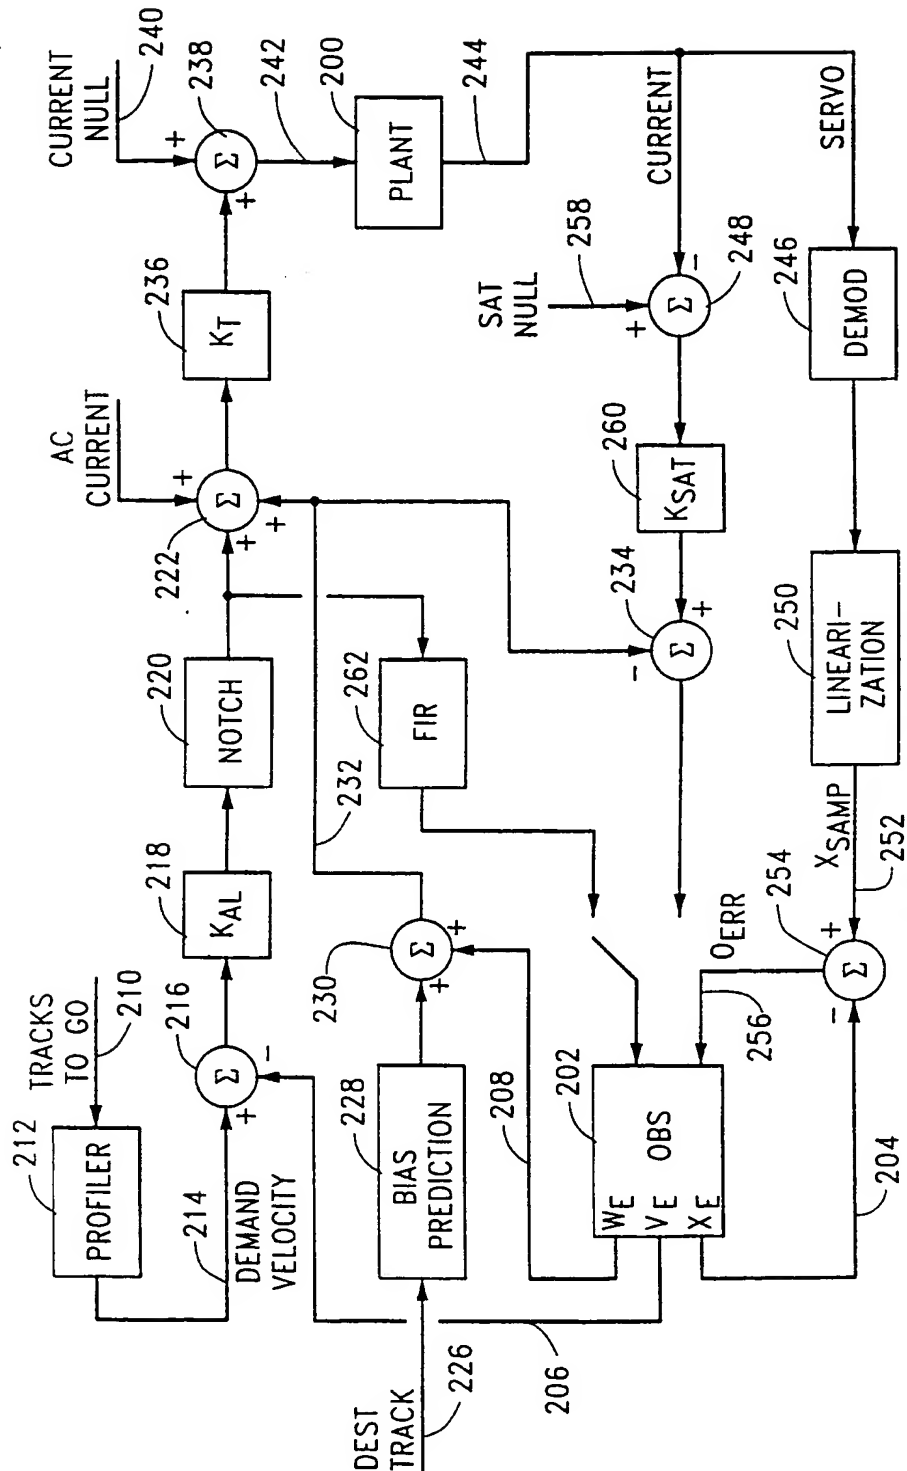 TRACKS
TO GO
210
212
PROFILER
214
DEMAND
VELOCITY
216
Σ
+
-
218
KAL
220
NOTCH
222
Σ
+
+
+
AC
CURRENT
236
KT
CURRENT
NULL
240
238
Σ
+
+
242
200
PLANT
244
DEST
TRACK
226
206
228
BIAS
PREDICTION
230
Σ
+
+
232
262
FIR
208
202
OBS
WE
VE
XE
204
234
Σ
-
+
260
KSAT
SAT
NULL
258
248
Σ
+
-
CURRENT
SERVO
246
DEMOD
250
LINEARI-
ZATION
XSAMP
252
254
Σ
+
-
OERR
256